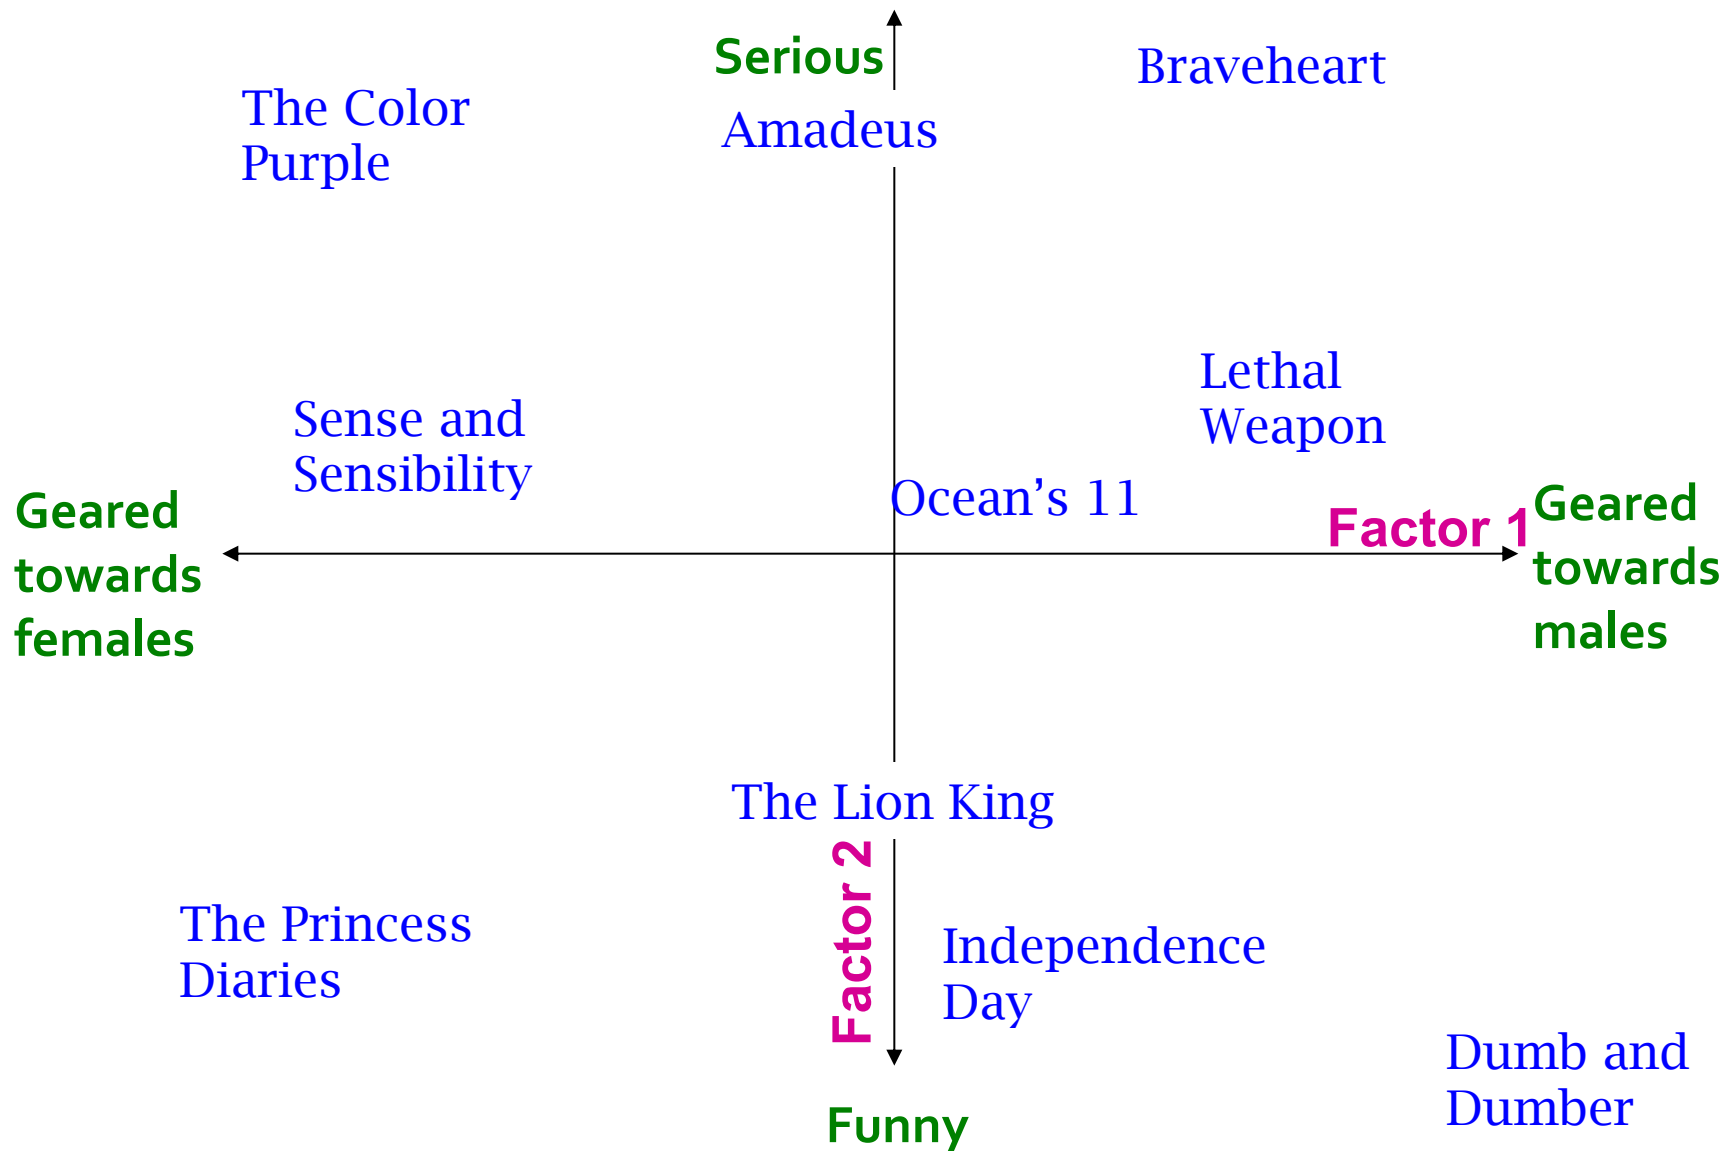 Serious
Braveheart
The Color
Purple
Amadeus
Lethal
Weapon
Sense and
Sensibility
Ocean’s 11
Geared
towards
females
Factor 1
Geared
towards
males
The Lion King
Factor 2
The Princess
Diaries
Independence
Day
Dumb and
Dumber
Funny